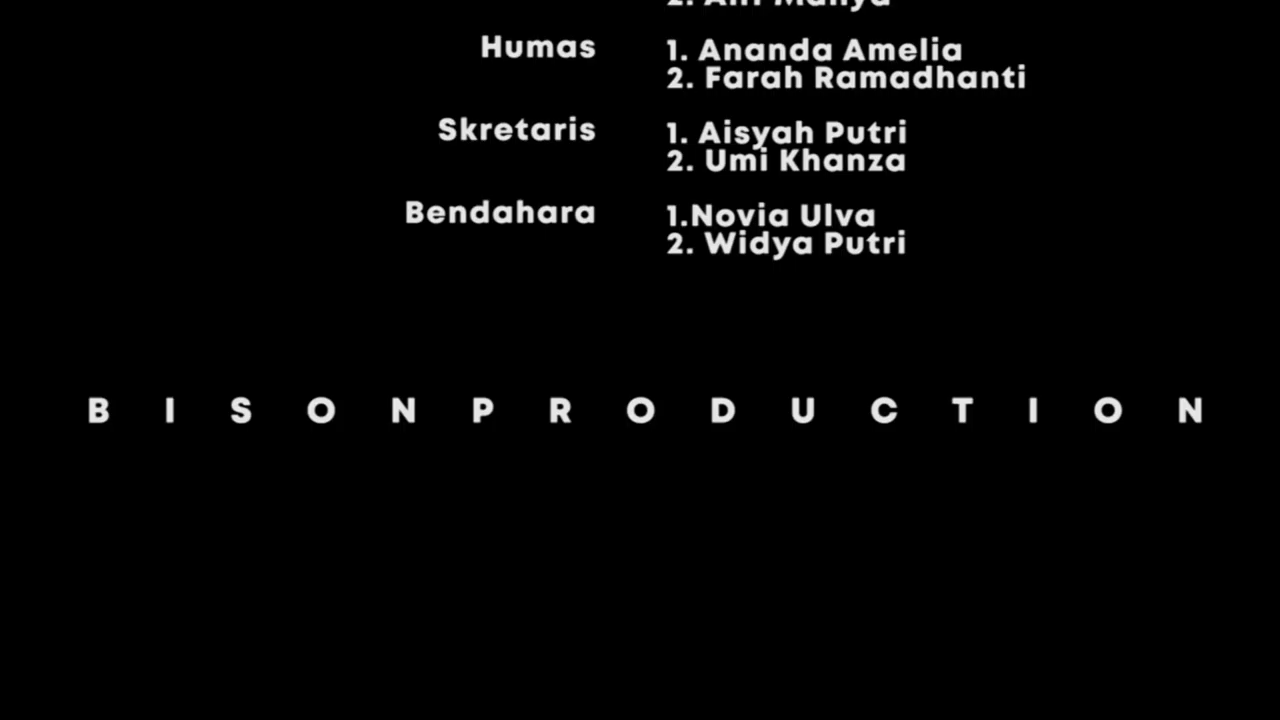 Humas
1. Ananda Amelia
2. Farah Ramadhanti
Skretaris
1. Aisyah Putri
2. Umi Khanza
Bendahara
1.Novia Ulva
2. Widya Putri
B I S O N P R O D U C T I O N